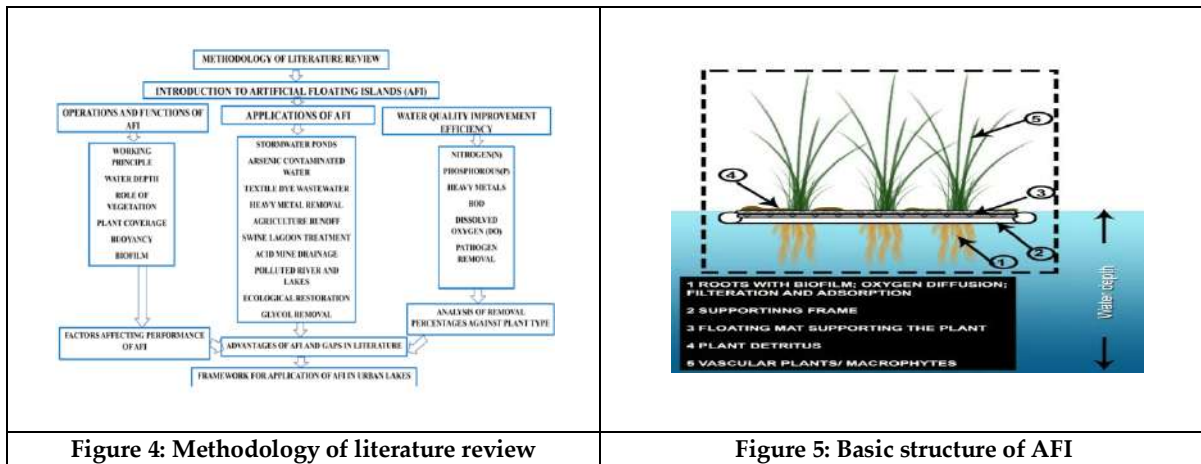 METHODOLOGY OF LITERATURE REVIEW
INTRODUCTION TO ARTIFICIAL FLOATING ISLANDS (AFI)
OPERATIONS AND FUNCTIONS OF
AFI
WORKING
PRINCIPLE
WATER DEPTH
ROLE OF
VEGETATION
PLANT COVERAGE
BUOYANCY
BIOFILM
FACTORS AFFECTING PERFORMANCE
OF AFI
APPLICATIONS OF AFI
STORMWATER PONDS
ARSENIC CONTAMINATED
WATER
TEXTILE DYE WASTEWATER
HEAVY METAL REMOVAL
AGRICULTURE RUNOFF
SWINE LAGOON TREATMENT
ACID MINE DRAINAGE
POLLUTED RIVER AND
LAKES
ECOLOGICAL RESTORATION
GLYCOL REMOVAL
WATER QUALITY IMPROVEMENT
EFFICIENCY
NITROGEN(N)
PHOSPHOROUS(P)
HEAVY METALS
BOD
DISSOLVED
OXYGEN (DO)
PATHOGEN
REMOVAL
ANALYSIS OF REMOVAL
PERCENTAGES AGAINST PLANT TYPE
ADVANTAGES OF AFI AND GAPS IN LITERATURE
FRAMEWORK FOR APPLICATION OF AFI IN URBAN LAKES
Figure 4: Methodology of literature review
5
4
3
2
1
Water depth
1 ROOTS WITH BIOFILM; OXYGEN DIFFUSION;
FILTERATION AND ADSORPTION
2 SUPPORTINNG FRAME
3 FLOATING MAT SUPPORTING THE PLANT
4 PLANT DETRITUS
5 VASCULAR PLANTS/ MACROPHYTES
Figure 5: Basic structure of AFI